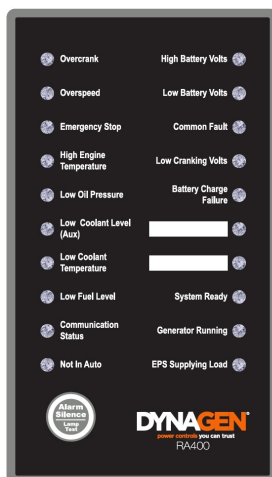 Overcrank
High Battery Volts
Overspeed
Low Battery Volts
Emergency Stop
Common Fault
High Engine
Temperature
Low Cranking Volts
Low Oil Pressure
Battery Charge
Failure
Low Coolant Level
(Aux)
Low Coolant
Temperature
Low Fuel Level
System Ready
Communication
Status
Generator Running
Not In Auto
EPS Supplying Load
Alarm
Silence
Lamp
Test
DYNAGEN®
power controls you can trust
RA400